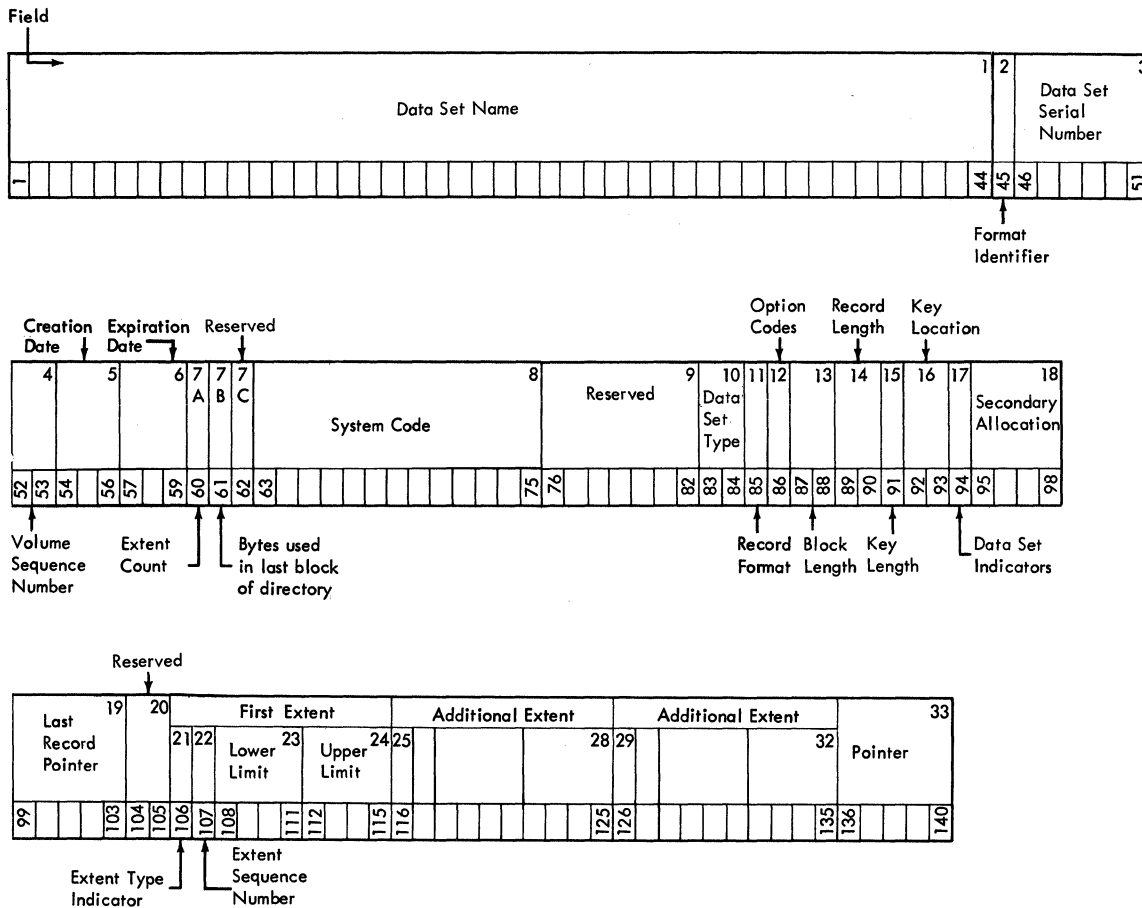 Field
1 2 3
Data Set Name
Data Set
Serial
Number
1 44 45 46 51
Format
Identifier
Creation
Date
Expiration
Date
Reserved
Option
Codes
Record
Length
Key
Location
4 5 6 7 A 7 B 7 C 8 9 10 11 12 13 14 15 16 17 18
System Code
Reserved
Data
Set
Type
Secondary
Allocation
52 53 54 56 57 59 60 61 62 63 75 76 82 83 84 85 86 87 88 89 90 91 92 93 94 95 98
Volume
Sequence
Number
Extent
Count
Bytes used
in last block
of directory
Record
Format
Block
Length
Key
Length
Data Set
Indicators
Reserved
19 20
First Extent
Additional Extent
Additional Extent
33
21 22 23 24 25 28 29 32
Last
Record
Pointer
Lower
Limit
Upper
Limit
Pointer
99 103 104 105 106 107 108 111 112 115 116 125 126 135 136 140
Extent Type
Indicator
Extent
Sequence
Number